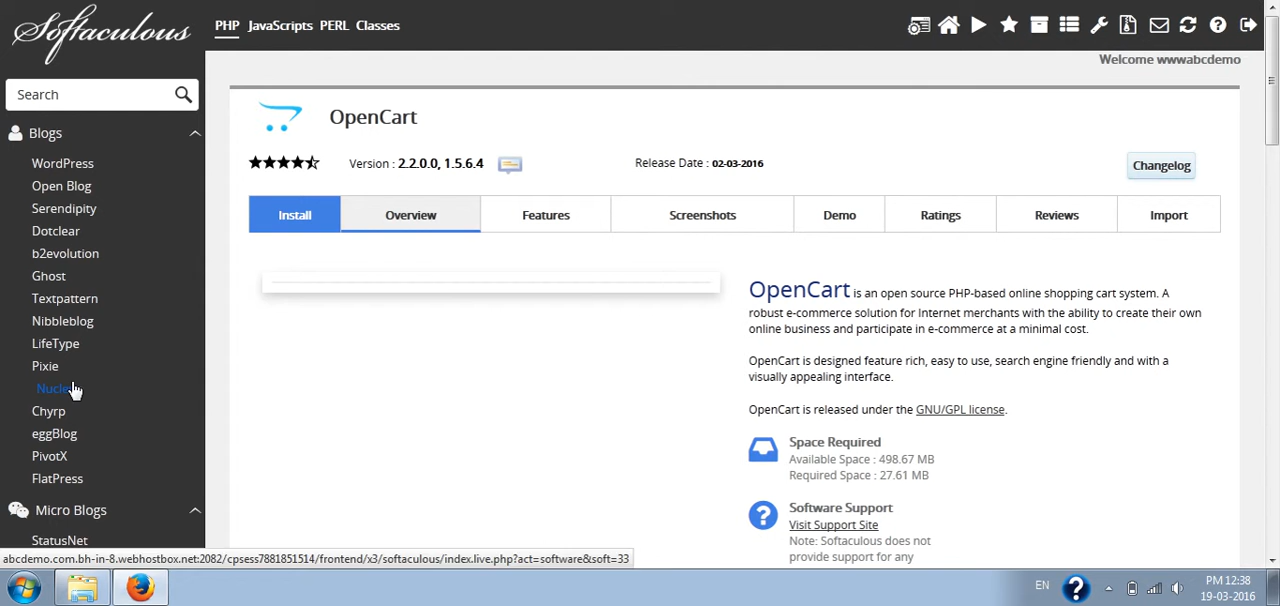 Softaculous
PHP JavaScripts PERL Classes
Welcome wwwabcdemo
Search
Blogs
WordPress
Open Blog
Serendipity
Dotclear
b2evolution
Ghost
Textpattern
Nibbleblog
LifeType
Pixie
Chyrp
eggBlog
PivotX
FlatPress
Micro Blogs
StatusNet
OpenCart
Version : 2.2.0.0, 1.5.6.4
Release Date : 02-03-2016
Changelog
Install Overview Features Screenshots Demo Ratings Reviews Import
OpenCart is an open source PHP-based online shopping cart system. A
robust e-commerce solution for Internet merchants with the ability to create their own
online business and participate in e-commerce at a minimal cost.
OpenCart is designed feature rich, easy to use, search engine friendly and with a
visually appealing interface.
OpenCart is released under the GNU/GPL license.
Space Required
Available Space : 498.67 MB
Required Space : 27.61 MB
Software Support
Visit Support Site
Note: Softaculous does not
provide support for any
abcdemo.com.bh-in-8.webhostbox.net:2082/cpsess7881851514/frontend/x3/softaculous/index.live.php?act=software&soft=33
EN
PM 12:38
19-03-2016